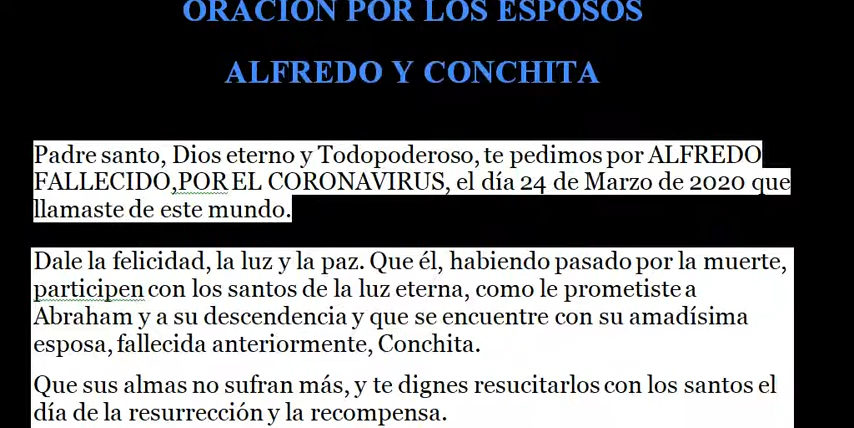 ORACIÓN POR LOS ESPOSOS
ALFREDO Y CONCHITA
Padre santo, Dios eterno y Todopoderoso, te pedimos por ALFREDO
FALLECIDO,POR EL CORONAVIRUS, el día 24 de Marzo de 2020 que
llamaste de este mundo.
Dale la felicidad, la luz y la paz. Que él, habiendo pasado por la muerte,
participen con los santos de la luz eterna, como le prometiste a
Abraham y a su descendencia y que se encuentre con su amadísima
esposa, fallecida anteriormente, Conchita.
Que sus almas no sufran más, y te dignes resucitarlos con los santos el
día de la resurrección y la recompensa.